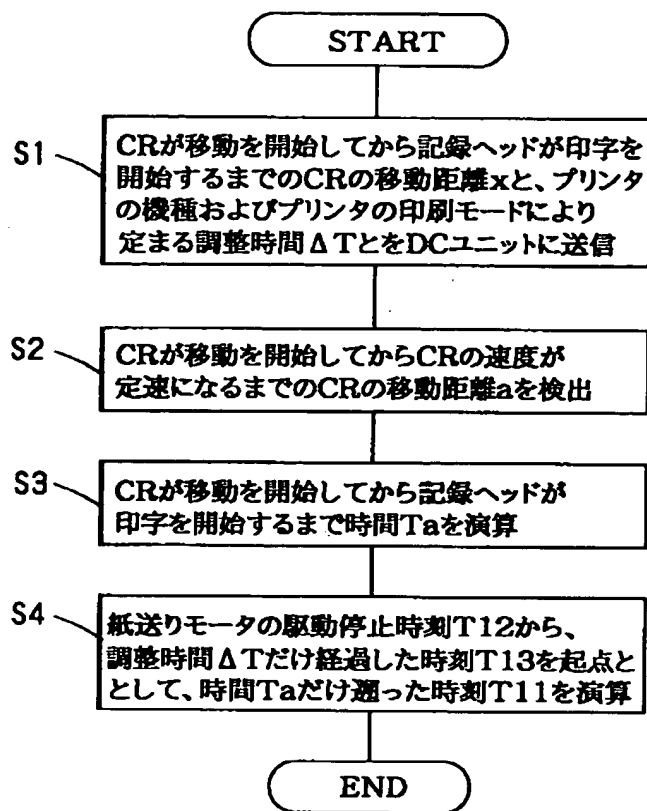 START
S1
CRが移動を開始してから記録ヘッドが印字を
開始するまでのCRの移動距離xと、プリンタ
の機種およびプリンタの印刷モードにより
定まる調整時間ΔTとをDCユニットに送信
S2
CRが移動を開始してからCRの速度が
定速になるまでのCRの移動距離aを検出
S3
CRが移動を開始してから記録ヘッドが
印字を開始するまで時間Taを演算
S4
紙送りモータの駆動停止時刻T12から、
調整時間ΔTだけ経過した時刻T13を起点と
として、時間Taだけ遡った時刻T11を演算
END